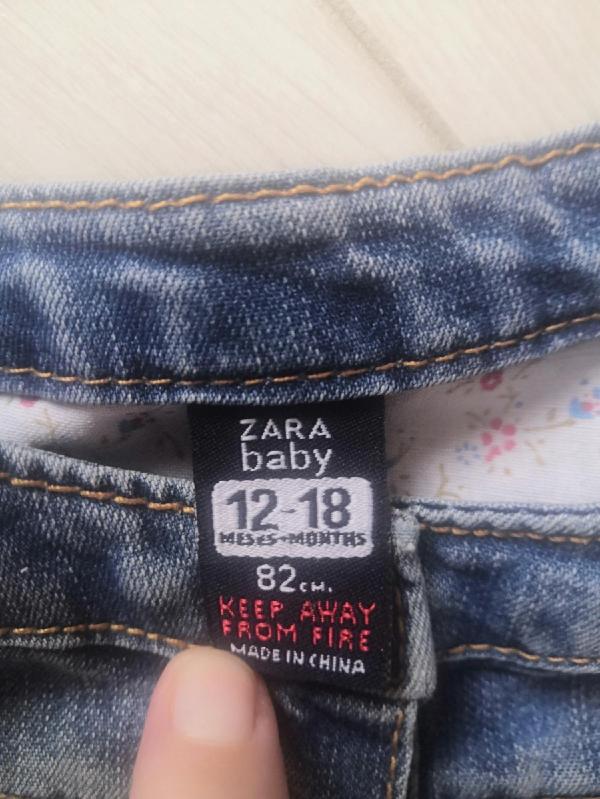 ZARA
baby
12-18
MESES-MONTHS
82CM.
KEEP AWAY
FROM FIRE
MADE IN CHINA